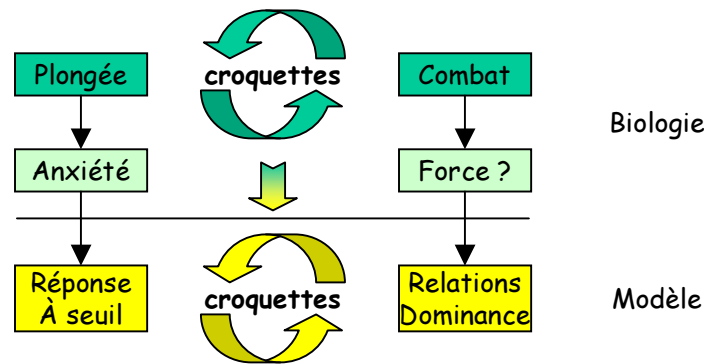 Plongée
croquettes
Combat
Biologie
Anxiété
Force ?
Réponse
À seuil
croquettes
Relations
Dominance
Modèle